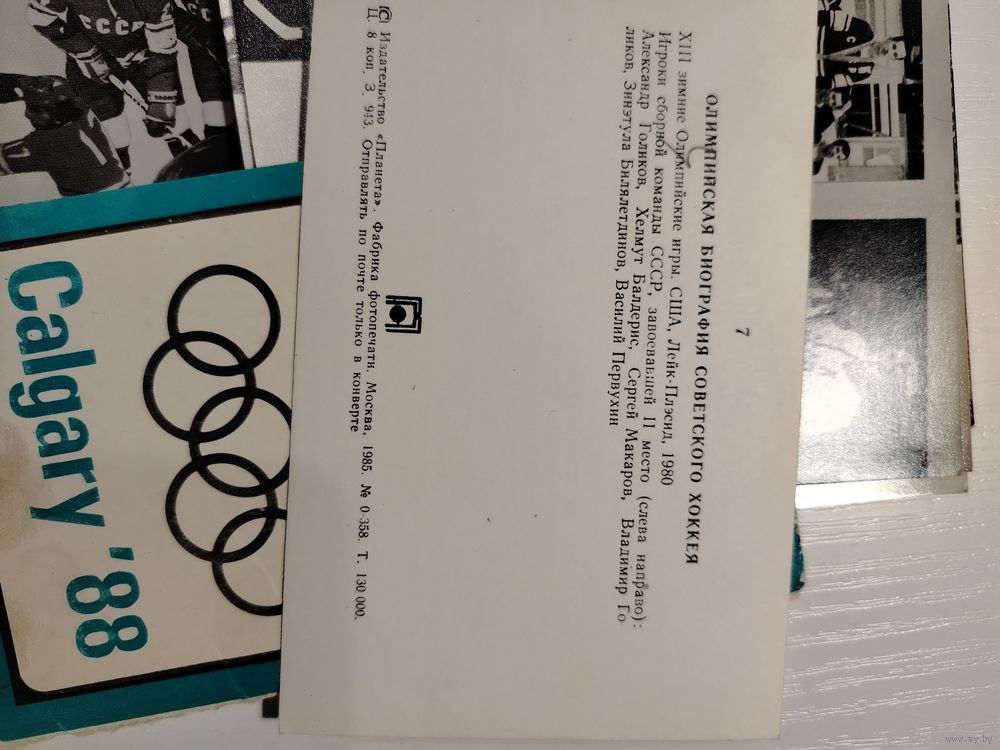 7
ОЛИМПИЙСКАЯ БИОГРАФИЯ СОВЕТСКОГО ХОККЕЯ
XIII зимние Олимпийские игры. США, Лейк-Плэсид, 1980
Игроки сборной команды СССР, завоевавшей II место (слева направо):
Александр Голиков, Хелмут Балдерис, Сергей Макаров, Владимир Го
ликов, Зинэтула Билялетдинов, Василий Первухин
© Издательство «Планета». Фабрика фотопечати. Москва, 1985. № 0-358. Т. 130 000.
Ц. 8 коп. З. 943. Отправлять по почте только в конверте
Calgary '88
СССР
www.ay.by